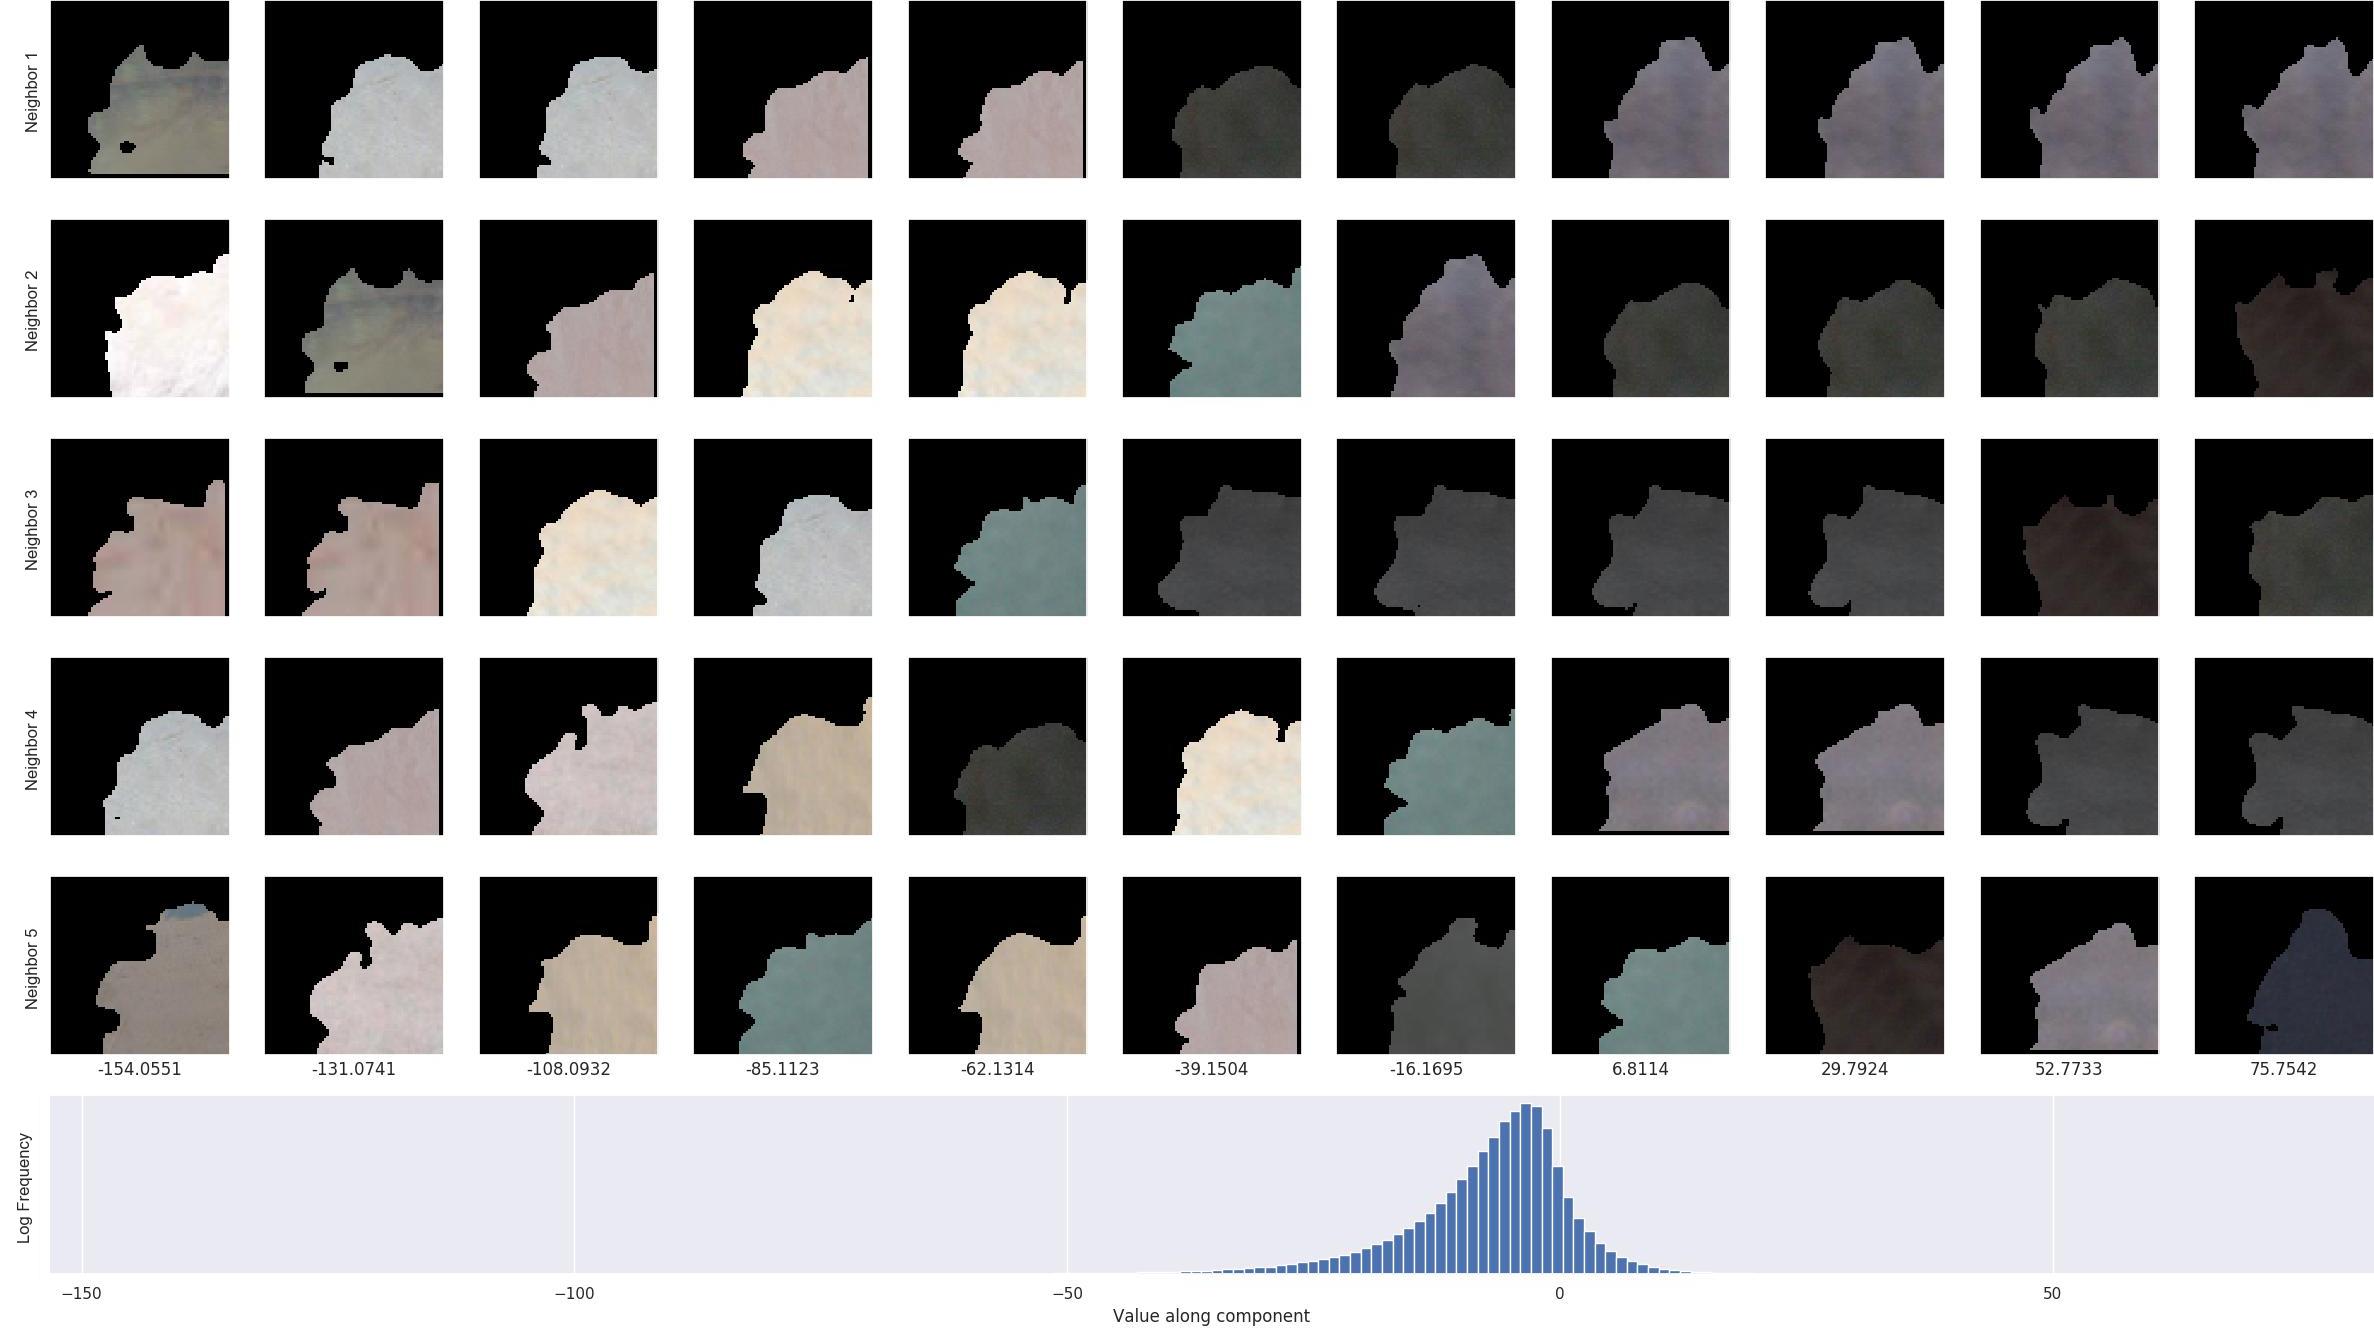 Neighbor 1
Neighbor 2
Neighbor 3
Neighbor 4
Neighbor 5
-154.0551 -131.0741 -108.0932 -85.1123 -62.1314 -39.1504 -16.1695 6.8114 29.7924 52.7733 75.7542
Log Frequency
−150 −100 −50 0 50
Value along component